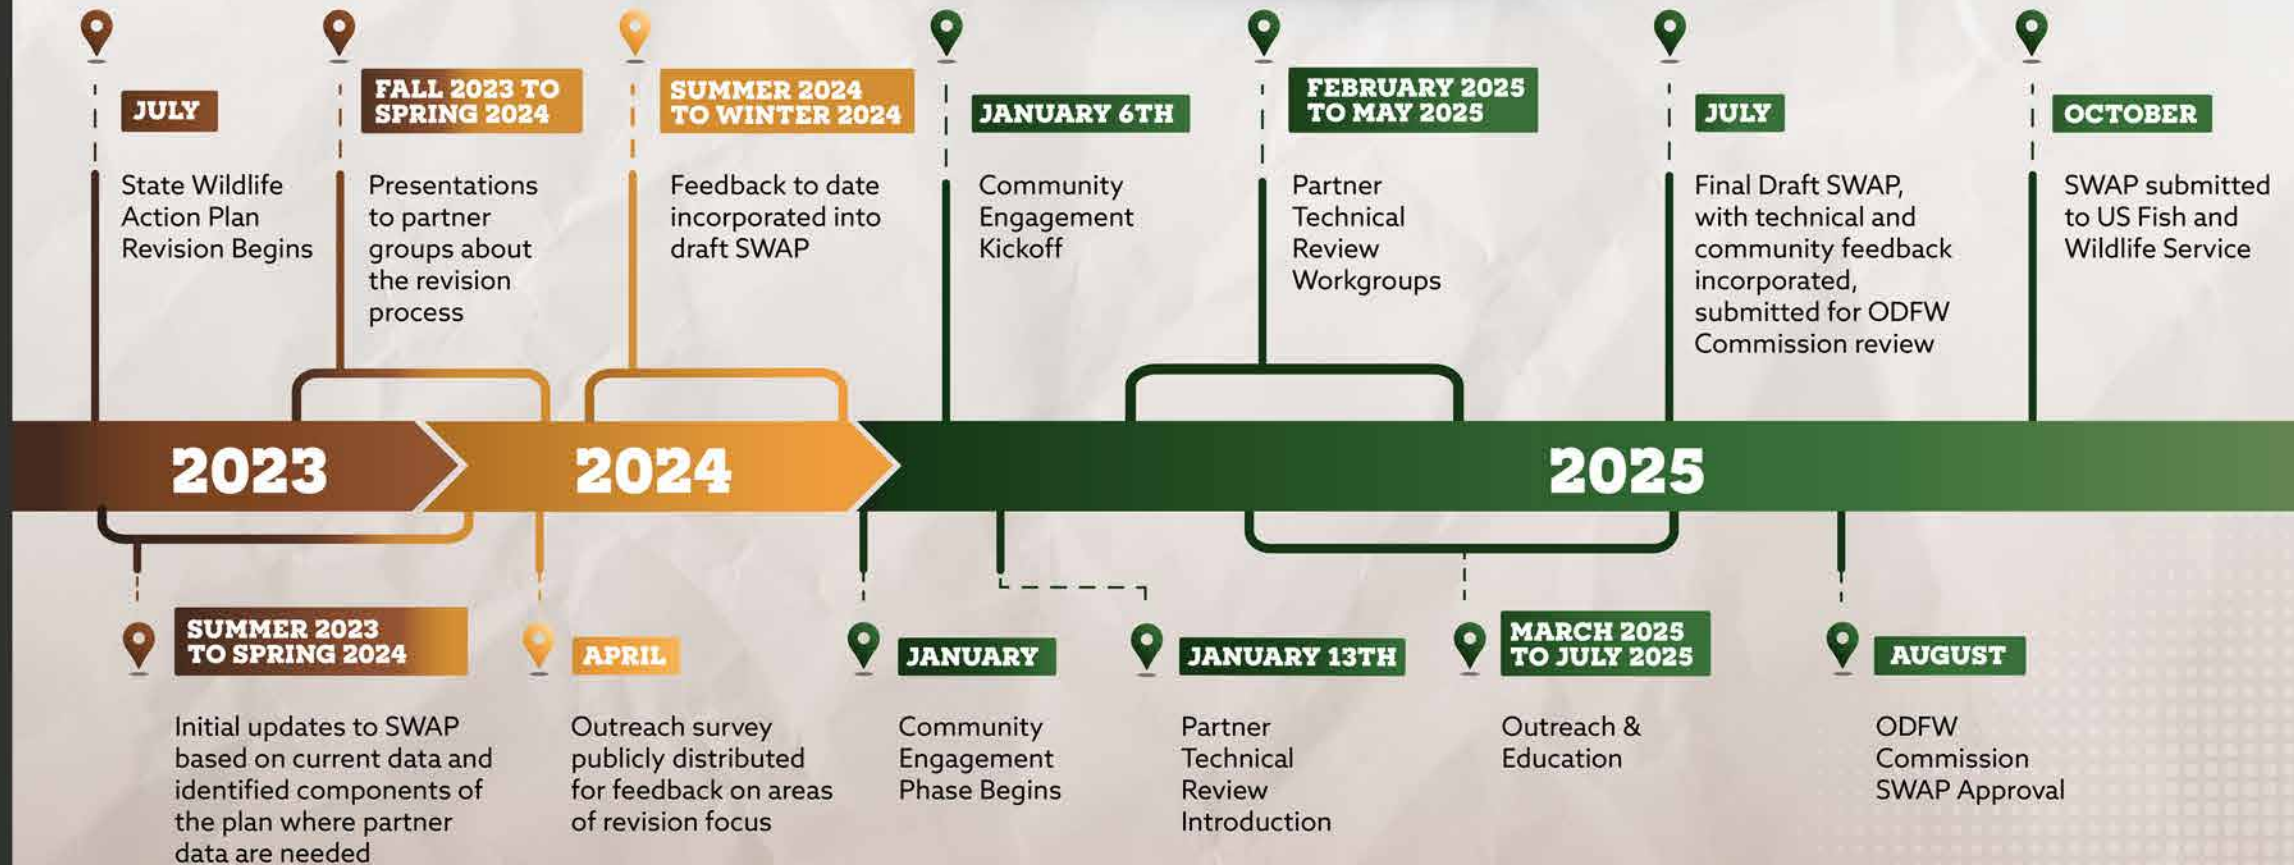 JULY
State Wildlife
Action Plan
Revision Begins
FALL 2023 TO
SPRING 2024
Presentations
to partner
groups about
the revision
process
SUMMER 2024
TO WINTER 2024
Feedback to date
incorporated into
draft SWAP
JANUARY 6TH
Community
Engagement
Kickoff
FEBRUARY 2025
TO MAY 2025
Partner
Technical
Review
Workgroups
JULY
Final Draft SWAP,
with technical and
community feedback
incorporated,
submitted for ODFW
Commission review
OCTOBER
SWAP submitted
to US Fish and
Wildlife Service
2023
2024
2025
SUMMER 2023
TO SPRING 2024
Initial updates to SWAP
based on current data and
identified components of
the plan where partner
data are needed
APRIL
Outreach survey
publicly distributed
for feedback on areas
of revision focus
JANUARY
Community
Engagement
Phase Begins
JANUARY 13TH
Partner
Technical
Review
Introduction
MARCH 2025
TO JULY 2025
Outreach &
Education
AUGUST
ODFW
Commission
SWAP Approval